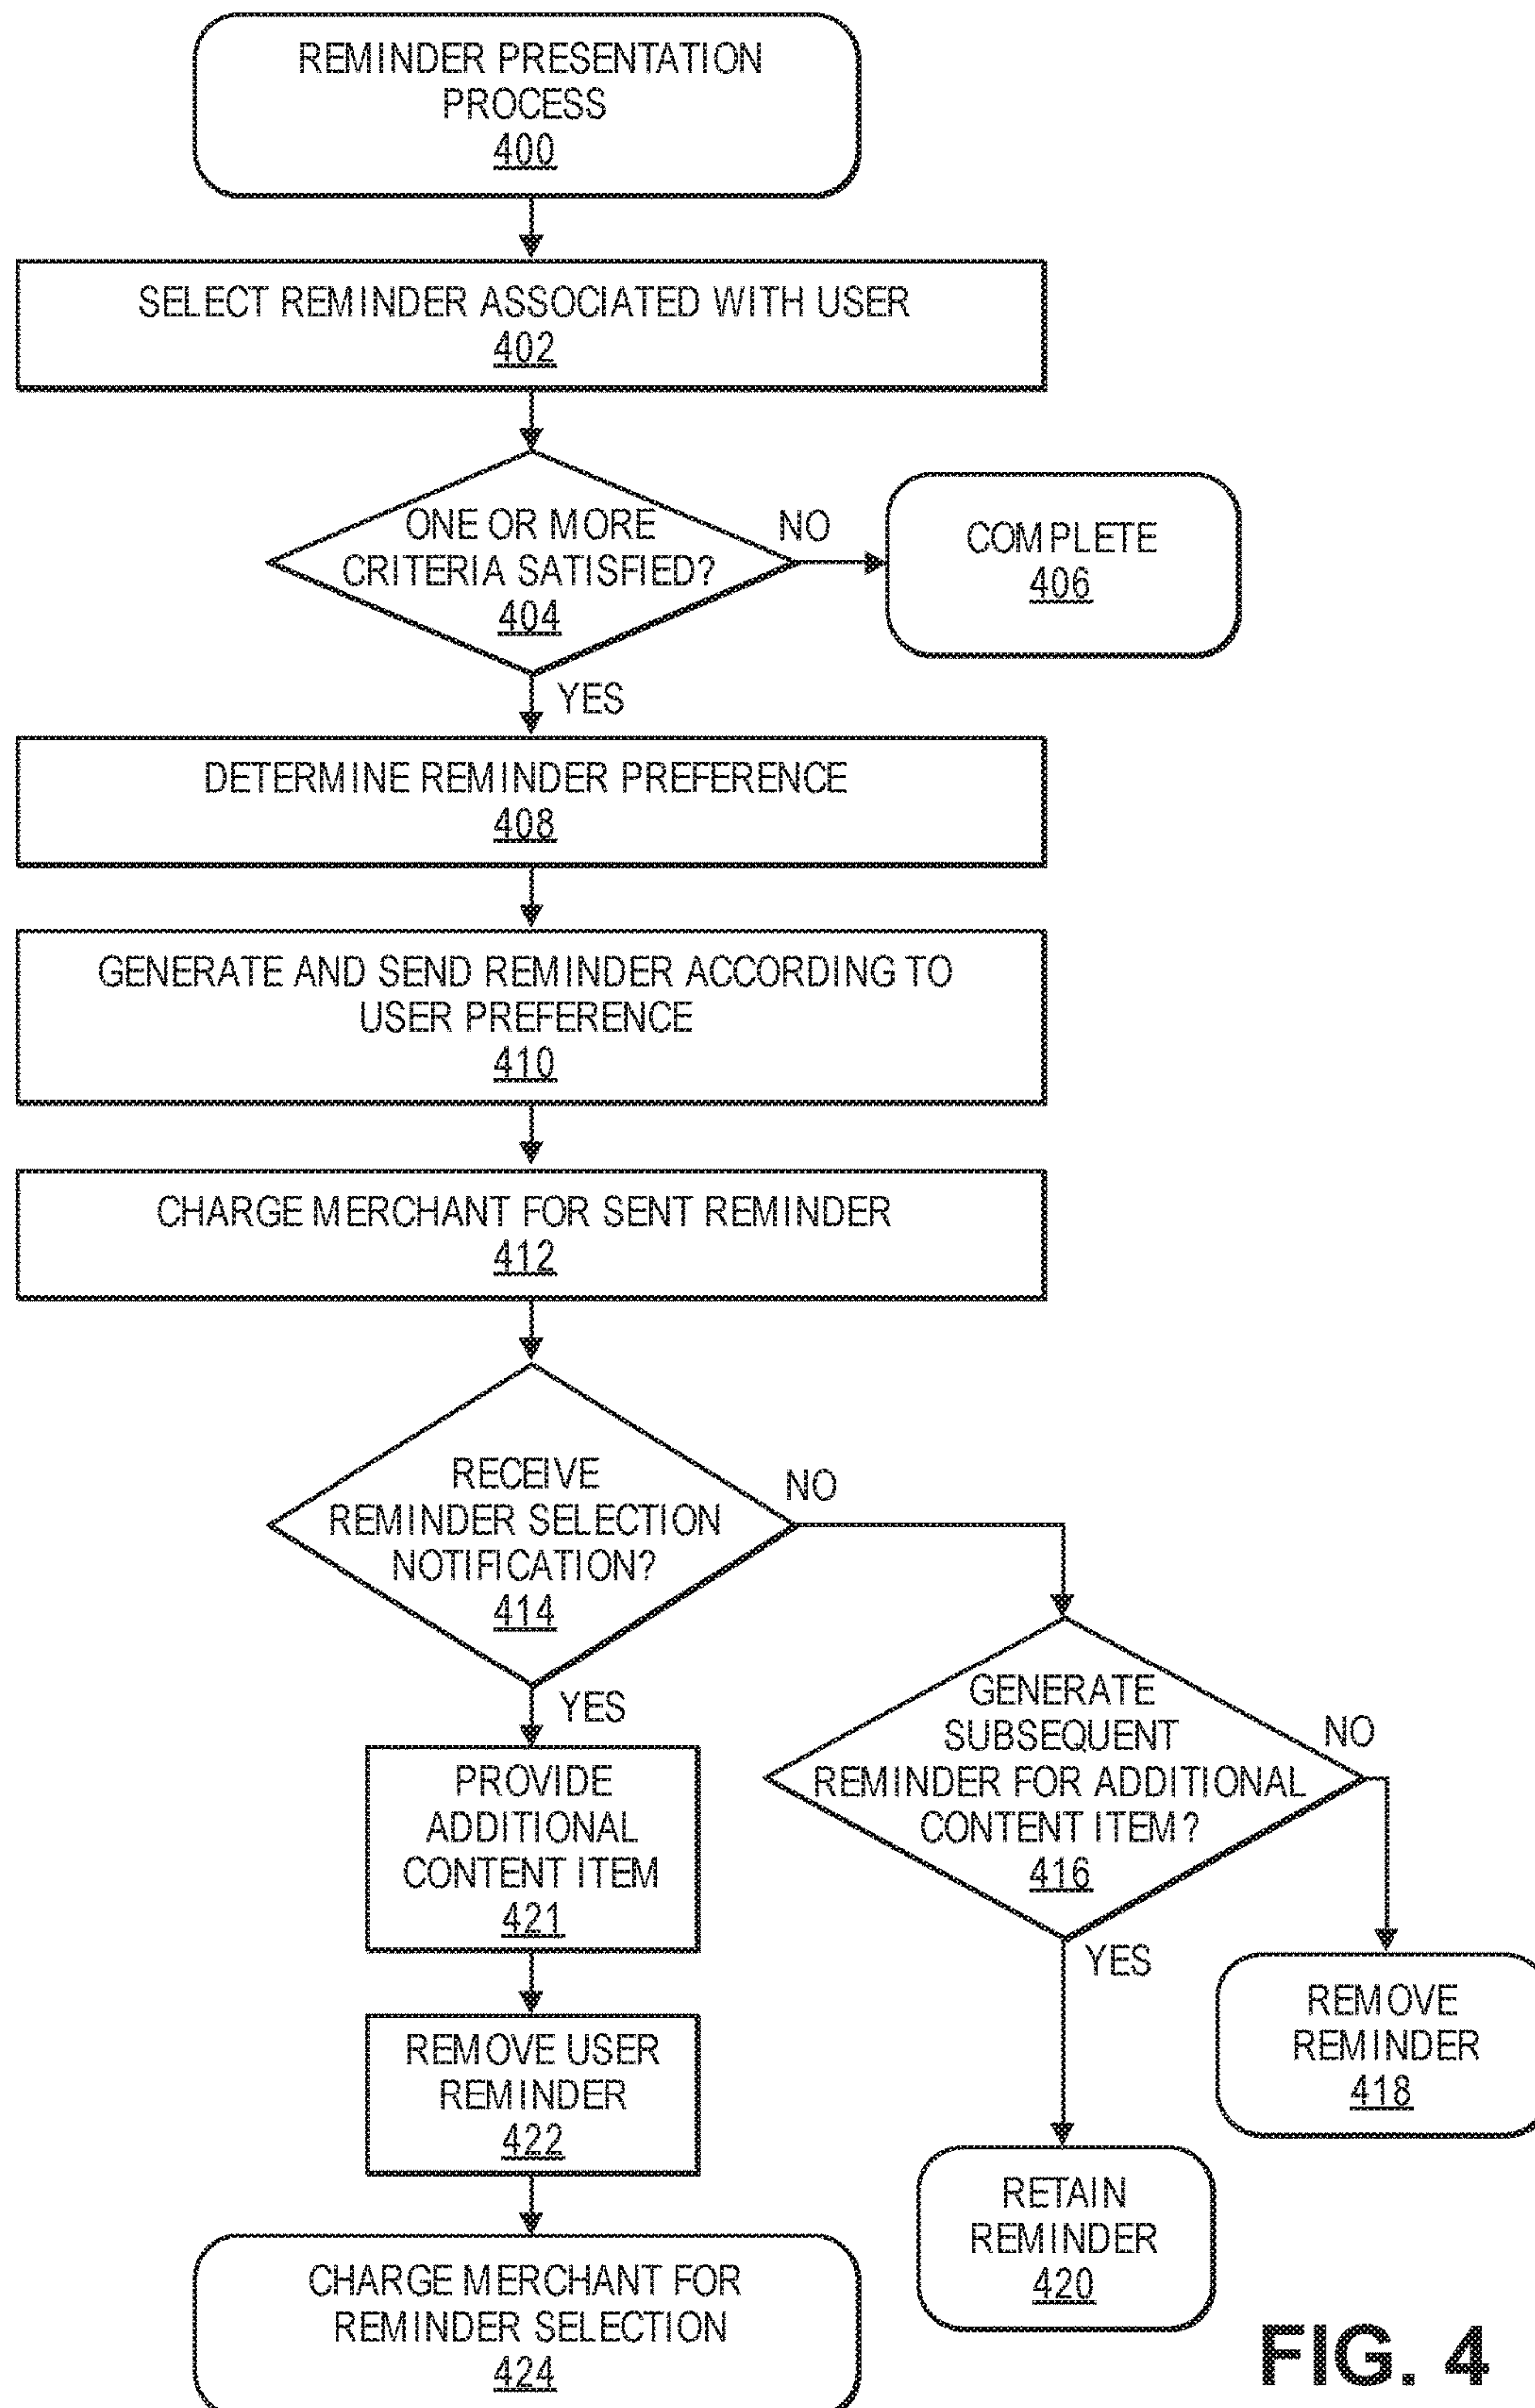 REMINDER PRESENTATION
PROCESS
400
SELECT REMINDER ASSOCIATED WITH USER
402
ONE OR MORE
CRITERIA SATISFIED?
404
NO
COMPLETE
406
YES
DETERMINE REMINDER PREFERENCE
408
GENERATE AND SEND REMINDER ACCORDING TO
USER PREFERENCE
410
CHARGE MERCHANT FOR SENT REMINDER
412
RECEIVE
REMINDER SELECTION
NOTIFICATION?
414
NO
YES
GENERATE
SUBSEQUENT
REMINDER FOR ADDITIONAL
CONTENT ITEM?
416
NO
YES
PROVIDE
ADDITIONAL
CONTENT ITEM
421
REMOVE
REMINDER
418
REMOVE USER
REMINDER
422
RETAIN
REMINDER
420
CHARGE MERCHANT FOR
REMINDER SELECTION
424
FIG. 4